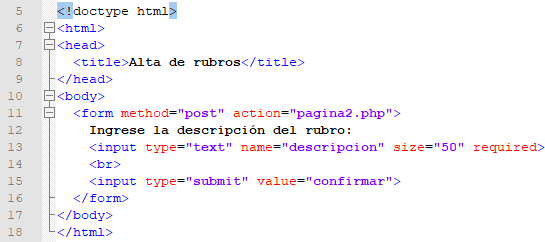 5 <!doctype html>
6 <html>
7 <head>
8 <title>Alta de rubros</title>
9 </head>
10 <body>
11 <form method="post" action="pagina2.php">
12 Ingrese la descripción del rubro:
13 <input type="text" name="descripcion" size="50" required>
14 <br>
15 <input type="submit" value="confirmar">
16 </form>
17 </body>
18 </html>